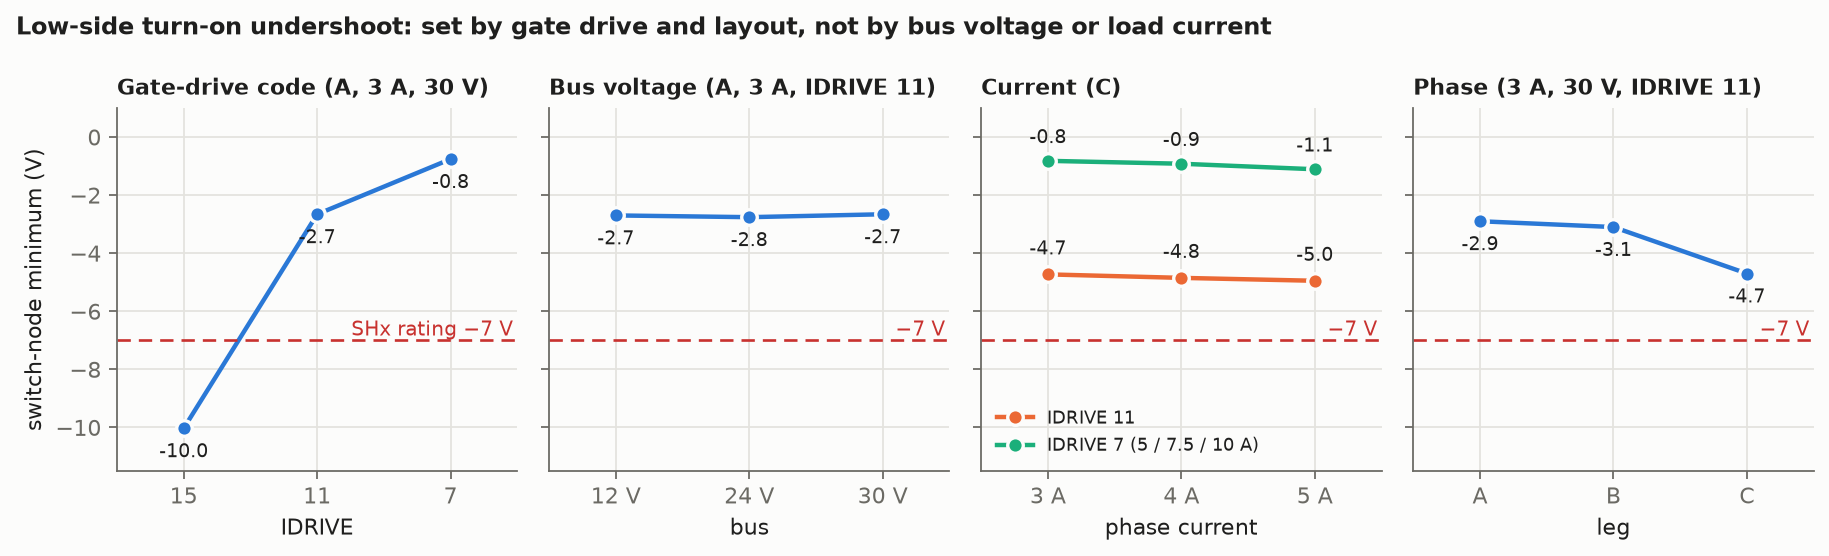 Low-side turn-on undershoot: set by gate drive and layout, not by bus voltage or load current
Gate-drive code (A, 3 A, 30 V)
switch-node minimum (V)
0
−2
−4
−6
−8
−10
-10.0
-2.7
-0.8
SHx rating −7 V
15
11
7
IDRIVE
Bus voltage (A, 3 A, IDRIVE 11)
-2.7
-2.8
-2.7
−7 V
12 V
24 V
30 V
bus
Current (C)
-0.8
-0.9
-1.1
-4.7
-4.8
-5.0
−7 V
IDRIVE 11
IDRIVE 7 (5 / 7.5 / 10 A)
3 A
4 A
5 A
phase current
Phase (3 A, 30 V, IDRIVE 11)
-2.9
-3.1
-4.7
−7 V
A
B
C
leg